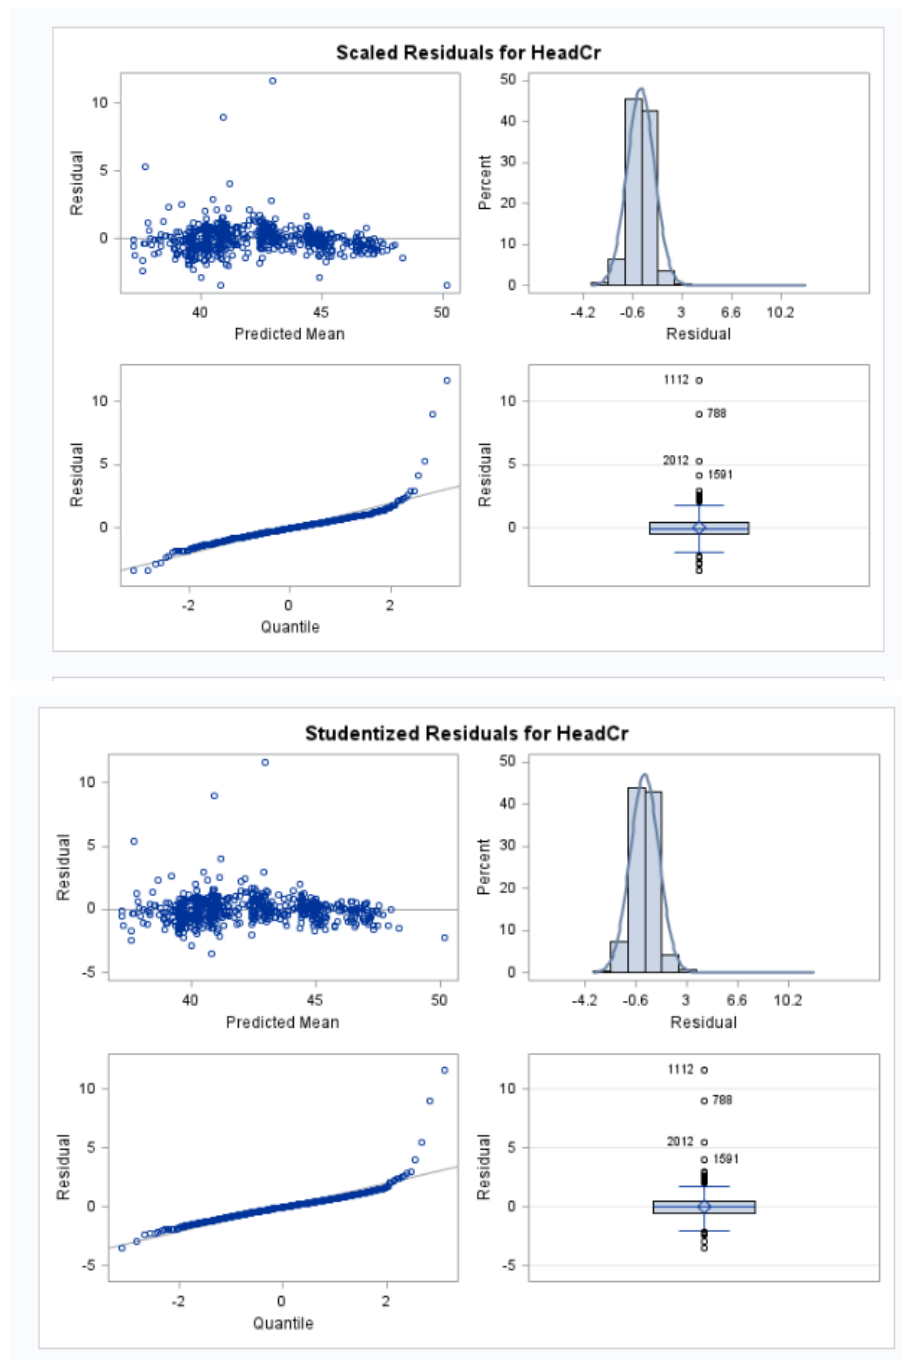 Scaled Residuals for HeadCr
10
5
0
Residual
40 45 50
Predicted Mean
50
40
30
20
10
0
Percent
-4.2 -0.6 3 6.6 10.2
Residual
10
5
0
Residual
-2 0 2
Quantile
10
5
0
Residual
1112
788
2012
1591
Studentized Residuals for HeadCr
10
5
0
-5
Residual
40 45 50
Predicted Mean
50
40
30
20
10
0
Percent
-4.2 -0.6 3 6.6 10.2
Residual
10
5
0
-5
Residual
-2 0 2
Quantile
10
5
0
-5
Residual
1112
788
2012
1591